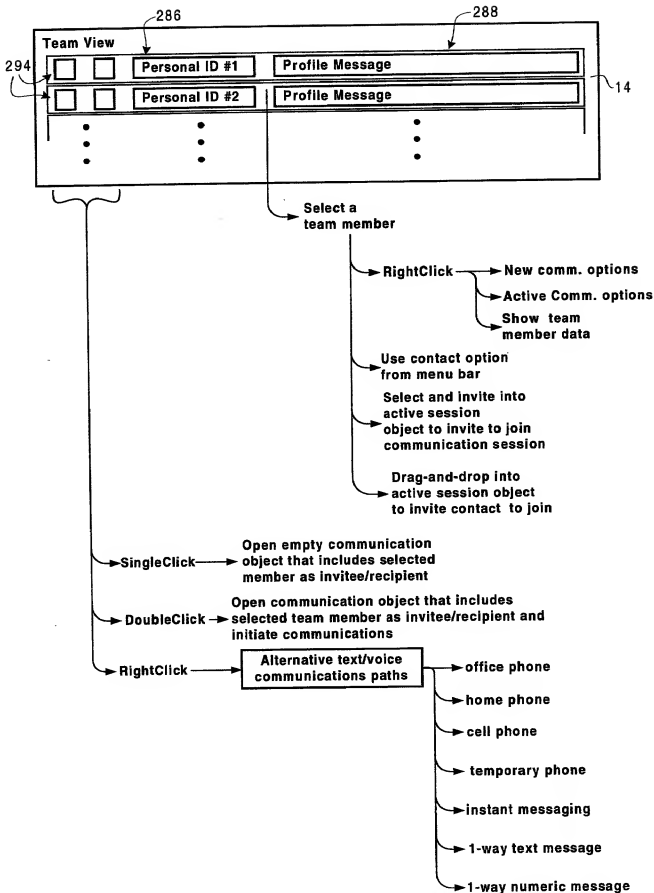 286
288
Team View
294
Personal ID #1
Profile Message
14
Personal ID #2
Profile Message
Select a
team member
RightClick
New comm. options
Active Comm. options
Show team
member data
Use contact option
from menu bar
Select and invite into
active session
object to invite to join
communication session
Drag-and-drop into
active session object
to invite contact to join
SingleClick
Open empty communication
object that includes selected
member as invitee/recipient
DoubleClick
Open communication object that includes
selected team member as invitee/recipient and
initiate communications
RightClick
Alternative text/voice
communications paths
office phone
home phone
cell phone
temporary phone
instant messaging
1-way text message
1-way numeric message